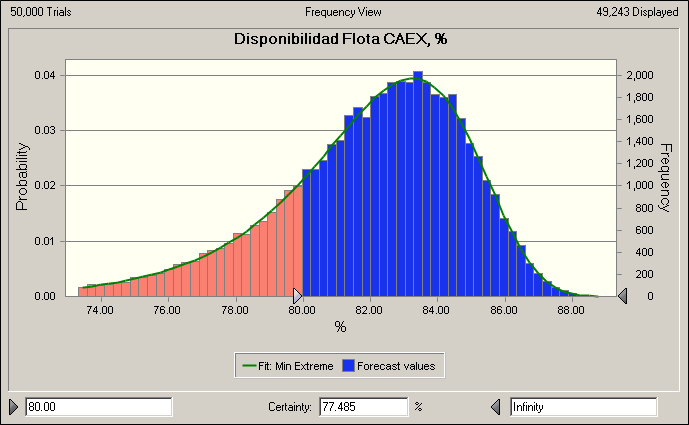 50,000 Trials Frequency View 49,243 Displayed
Disponibilidad Flota CAEX, %
Probability
0.04
0.03
0.02
0.01
0.00
2,000
1,800
1,600
1,400
1,200
1,000
800
600
400
200
0
Frequency
74.00 76.00 78.00 80.00 82.00 84.00 86.00 88.00
%
Fit: Min Extreme Forecast values
80.00 Certainty: 77.485 % Infinity